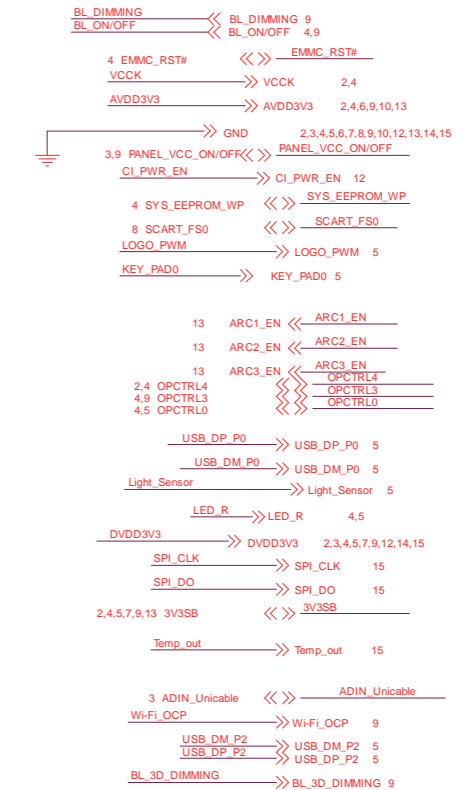 BL_DIMMING BL_DIMMING 9
BL_ON/OFF BL_ON/OFF 4,9
4 EMMC_RST# EMMC_RST#
VCCK VCCK 2,4
AVDD3V3 AVDD3V3 2,4,6,9,10,13
GND 2,3,4,5,6,7,8,9,10,12,13,14,15
3,9 PANEL_VCC_ON/OFF PANEL_VCC_ON/OFF
CI_PWR_EN CI_PWR_EN 12
4 SYS_EEPROM_WP SYS_EEPROM_WP
8 SCART_FS0 SCART_FS0
LOGO_PWM LOGO_PWM 5
KEY_PAD0 KEY_PAD0 5
13 ARC1_EN ARC1_EN
13 ARC2_EN ARC2_EN
13 ARC3_EN ARC3_EN
2,4 OPCTRL4 OPCTRL4
4,9 OPCTRL3 OPCTRL3
4,5 OPCTRL0 OPCTRL0
USB_DP_P0 USB_DP_P0 5
USB_DM_P0 USB_DM_P0 5
Light_Sensor Light_Sensor 5
LED_R LED_R 4,5
DVDD3V3 DVDD3V3 2,3,4,5,7,9,12,14,15
SPI_CLK SPI_CLK 15
SPI_DO SPI_DO 15
2,4,5,7,9,13 3V3SB 3V3SB
Temp_out Temp_out 15
3 ADIN_Unicable ADIN_Unicable
Wi-Fi_OCP Wi-Fi_OCP 9
USB_DM_P2 USB_DM_P2 5
USB_DP_P2 USB_DP_P2 5
BL_3D_DIMMING BL_3D_DIMMING 9